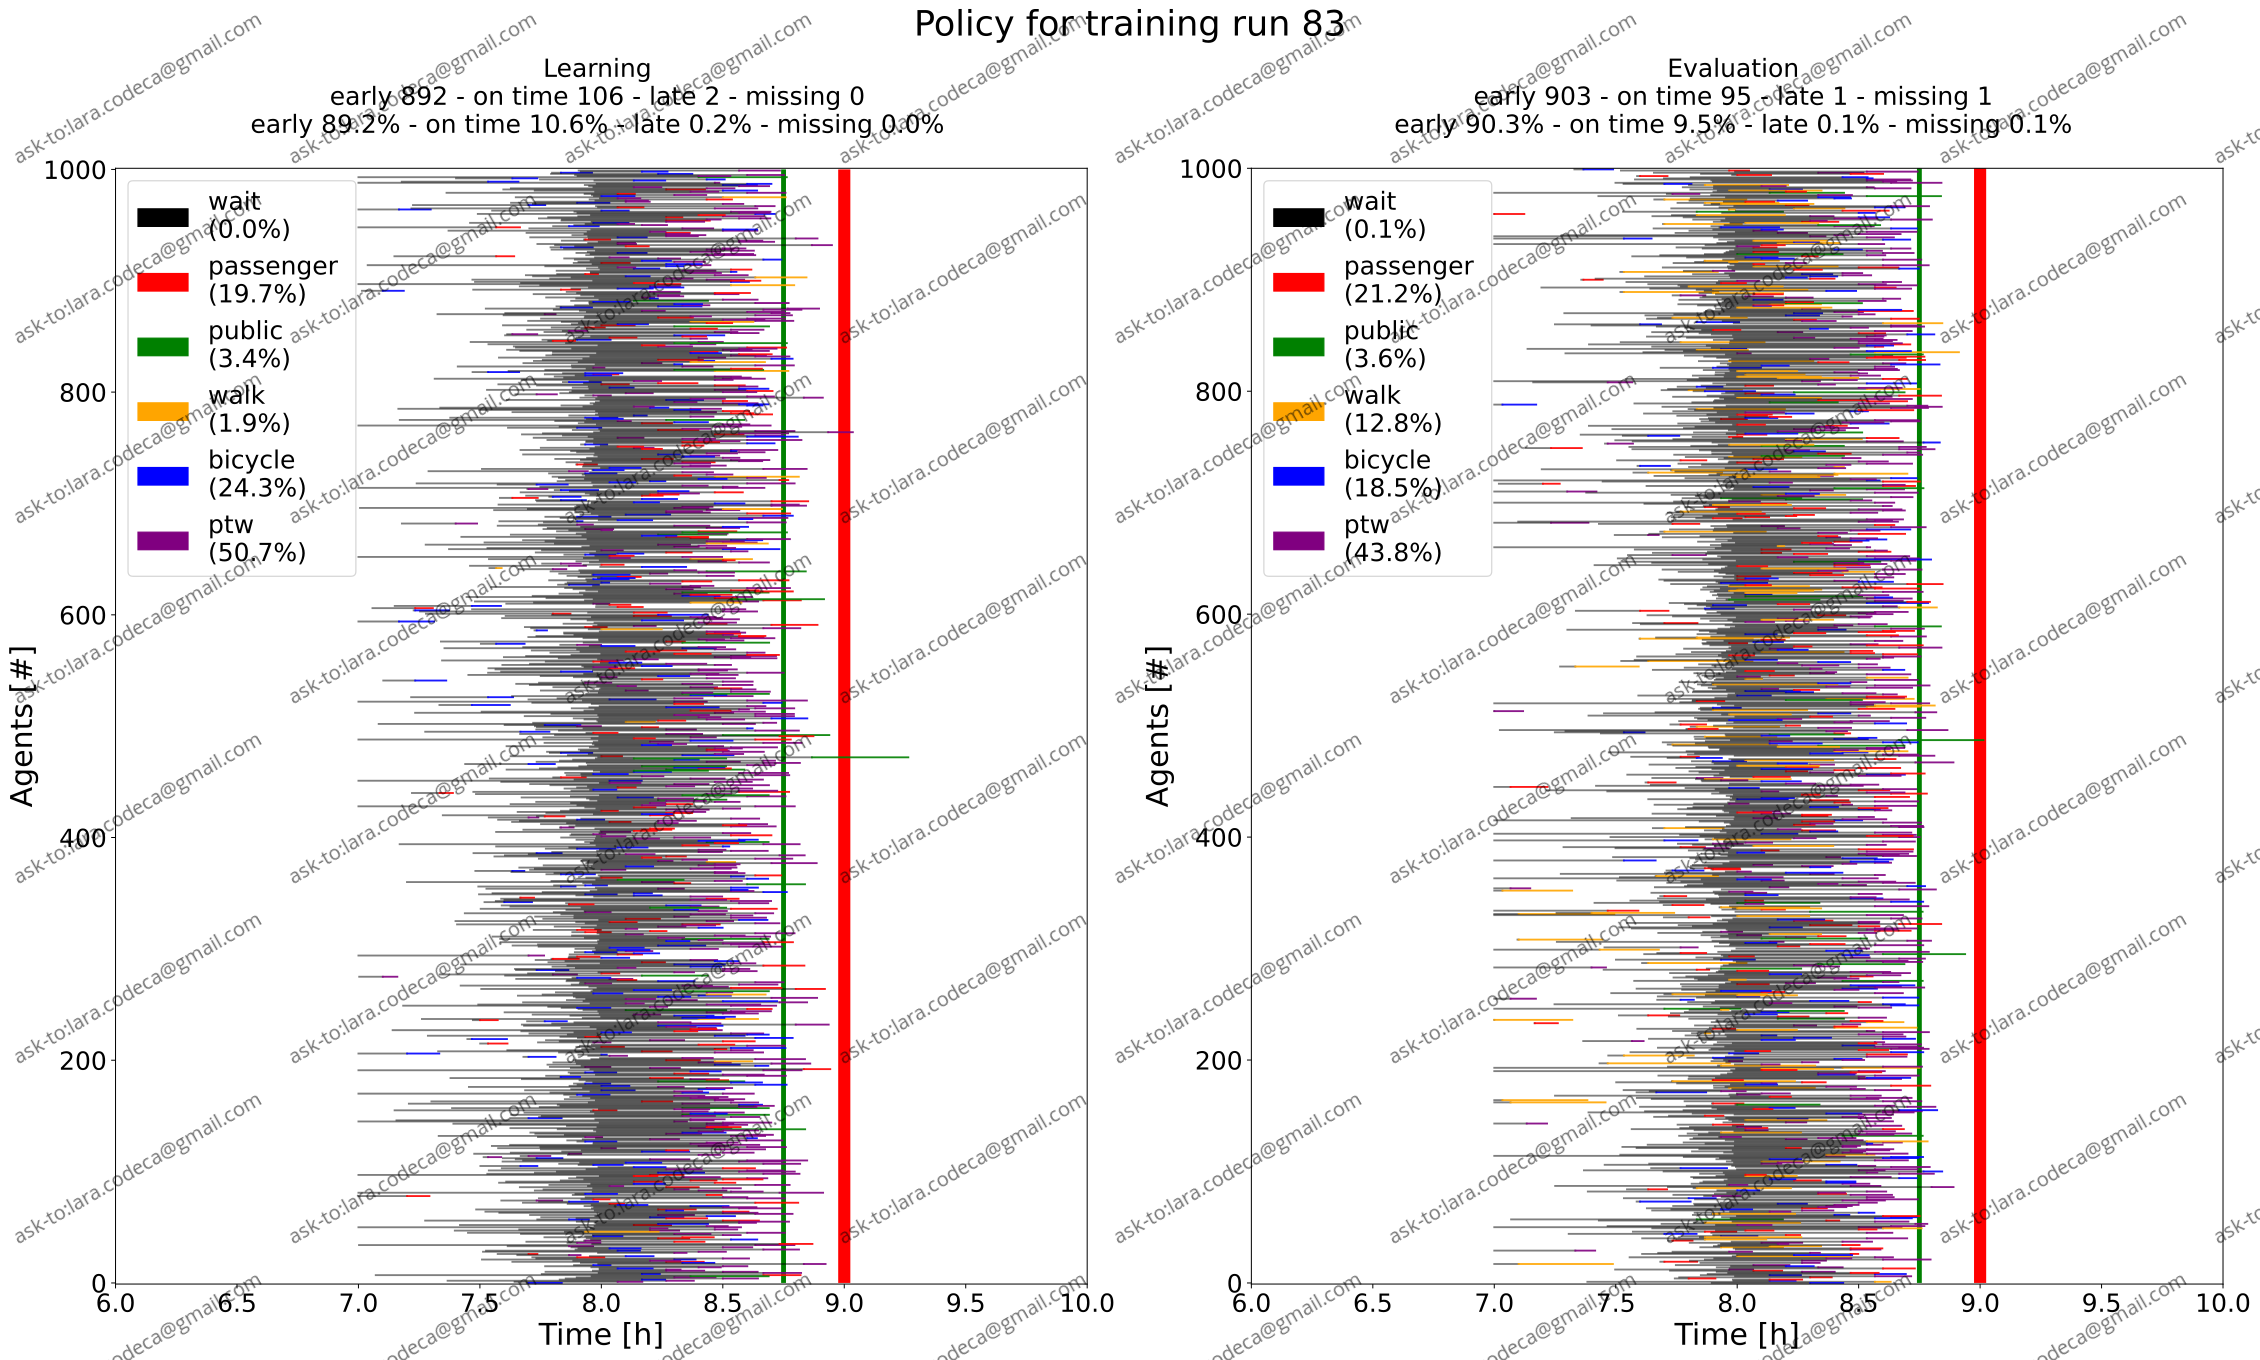 Policy for training run 83
Learning
early 892 - on time 106 - late 2 - missing 0
early 89.2% - on time 10.6% - late 0.2% - missing 0.0%
1000
800
600
400
200
0
Agents [#]
wait
(0.0%)
passenger
(19.7%)
public
(3.4%)
walk
(1.9%)
bicycle
(24.3%)
ptw
(50.7%)
6.0 6.5 7.0 7.5 8.0 8.5 9.0 9.5 10.0
Time [h]
Evaluation
early 903 - on time 95 - late 1 - missing 1
early 90.3% - on time 9.5% - late 0.1% - missing 0.1%
1000
800
600
400
200
0
Agents [#]
wait
(0.1%)
passenger
(21.2%)
public
(3.6%)
walk
(12.8%)
bicycle
(18.5%)
ptw
(43.8%)
6.0 6.5 7.0 7.5 8.0 8.5 9.0 9.5 10.0
Time [h]
ask-to:lara.codeca@gmail.com